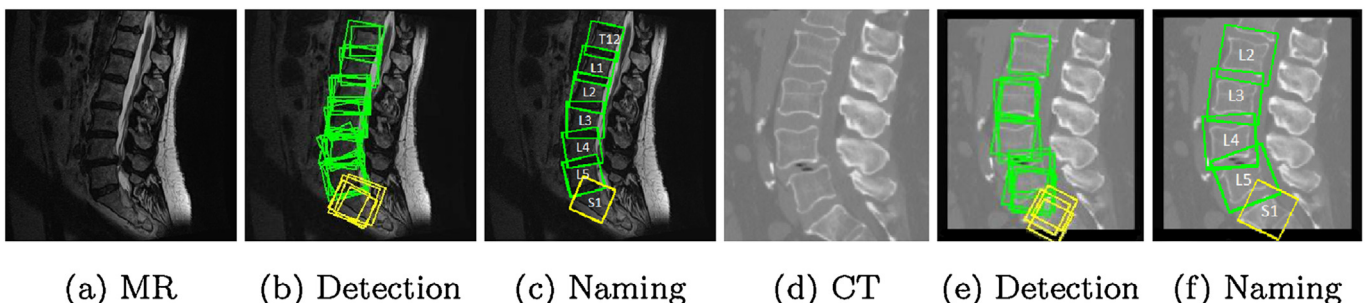 T12
L1
L2
L3
L4
L5
S1
L2
L3
L4
L5
S1
(a) MR
(b) Detection
(c) Naming
(d) CT
(e) Detection
(f) Naming